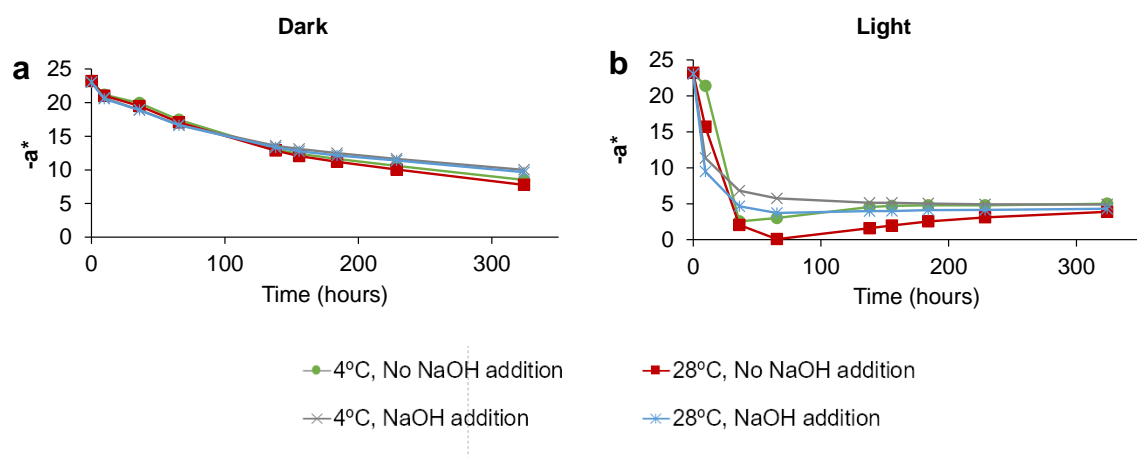 Dark
Light
a
b
25
20
15
10
5
0
-a*
0
100
200
300
Time (hours)
25
20
15
10
5
0
-a*
0
100
200
300
Time (hours)
4ºC, No NaOH addition
28ºC, No NaOH addition
4ºC, NaOH addition
28ºC, NaOH addition